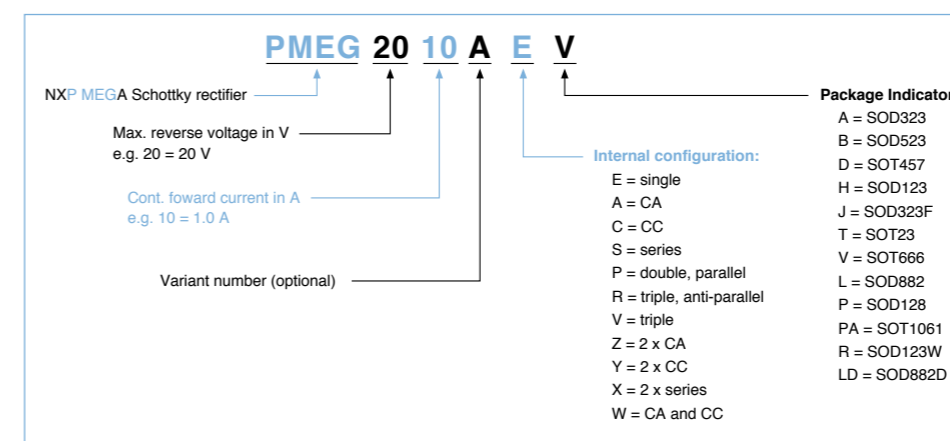 PMEG 20 10 A E V
NXP MEGA Schottky rectifier
Max. reverse voltage in V
e.g. 20 = 20 V
Cont. foward current in A
e.g. 10 = 1.0 A
Variant number (optional)
Internal configuration:
E = single
A = CA
C = CC
S = series
P = double, parallel
R = triple, anti-parallel
V = triple
Z = 2 x CA
Y = 2 x CC
X = 2 x series
W = CA and CC
Package Indicator
A = SOD323
B = SOD523
D = SOT457
H = SOD123
J = SOD323F
T = SOT23
V = SOT666
L = SOD882
P = SOD128
PA = SOT1061
R = SOD123W
LD = SOD882D